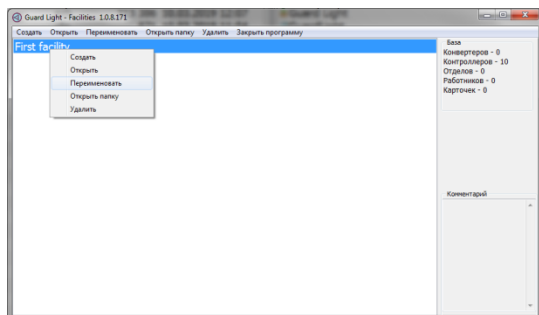 Guard Light - Facilities 1.0.8.171
Создать Открыть Переименовать Открыть папку Удалить Закрыть программу
First facility
Создать
Открыть
Переименовать
Открыть папку
Удалить
База
Конвертеров - 0
Контроллеров - 10
Отделов - 0
Работников - 0
Карточек - 0
Комментарий